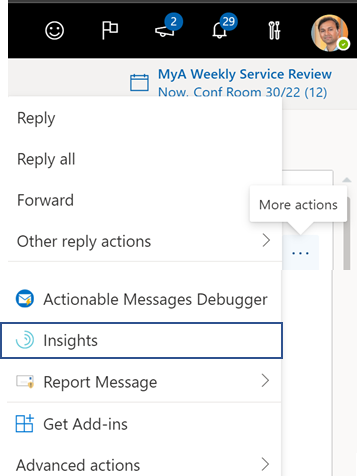 2
29
MyA Weekly Service Review
Now, Conf Room 30/22 (12)
Reply
Reply all
Forward
More actions
Other reply actions
Actionable Messages Debugger
Insights
Report Message
Get Add-ins
Advanced actions